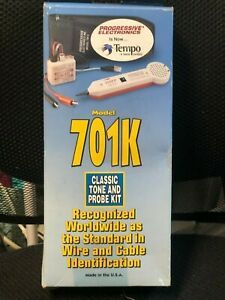 PROGRESSIVE ELECTRONICS
IS NOW...
Tempo
Model
701K
CLASSIC
TONE AND
PROBE KIT
Recognized
Worldwide as
the Standard in
Wire and Cable
Identification
made in the U.S.A.